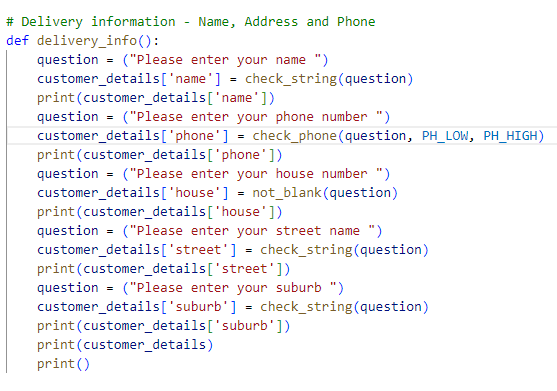 # Delivery information - Name, Address and Phone
def delivery_info():
    question = ("Please enter your name ")
    customer_details['name'] = check_string(question)
    print(customer_details['name'])
    question = ("Please enter your phone number ")
    customer_details['phone'] = check_phone(question, PH_LOW, PH_HIGH)
    print(customer_details['phone'])
    question = ("Please enter your house number ")
    customer_details['house'] = not_blank(question)
    print(customer_details['house'])
    question = ("Please enter your street name ")
    customer_details['street'] = check_string(question)
    print(customer_details['street'])
    question = ("Please enter your suburb ")
    customer_details['suburb'] = check_string(question)
    print(customer_details['suburb'])
    print(customer_details)
    print()